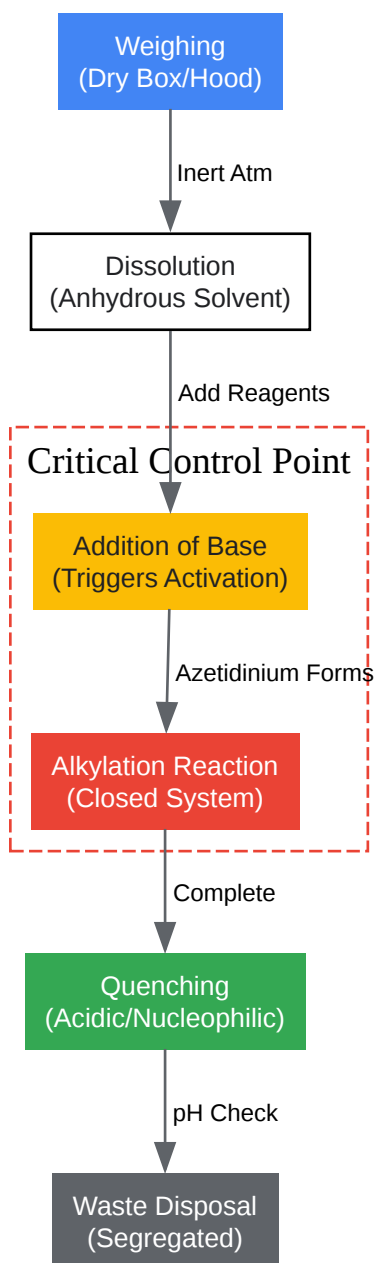 Weighing
(Dry Box/Hood)
Inert Atm
Dissolution
(Anhydrous Solvent)
Add Reagents
Critical Control Point
Addition of Base
(Triggers Activation)
Azetidinium Forms
Alkylation Reaction
(Closed System)
Complete
Quenching
(Acidic/Nucleophilic)
pH Check
Waste Disposal
(Segregated)